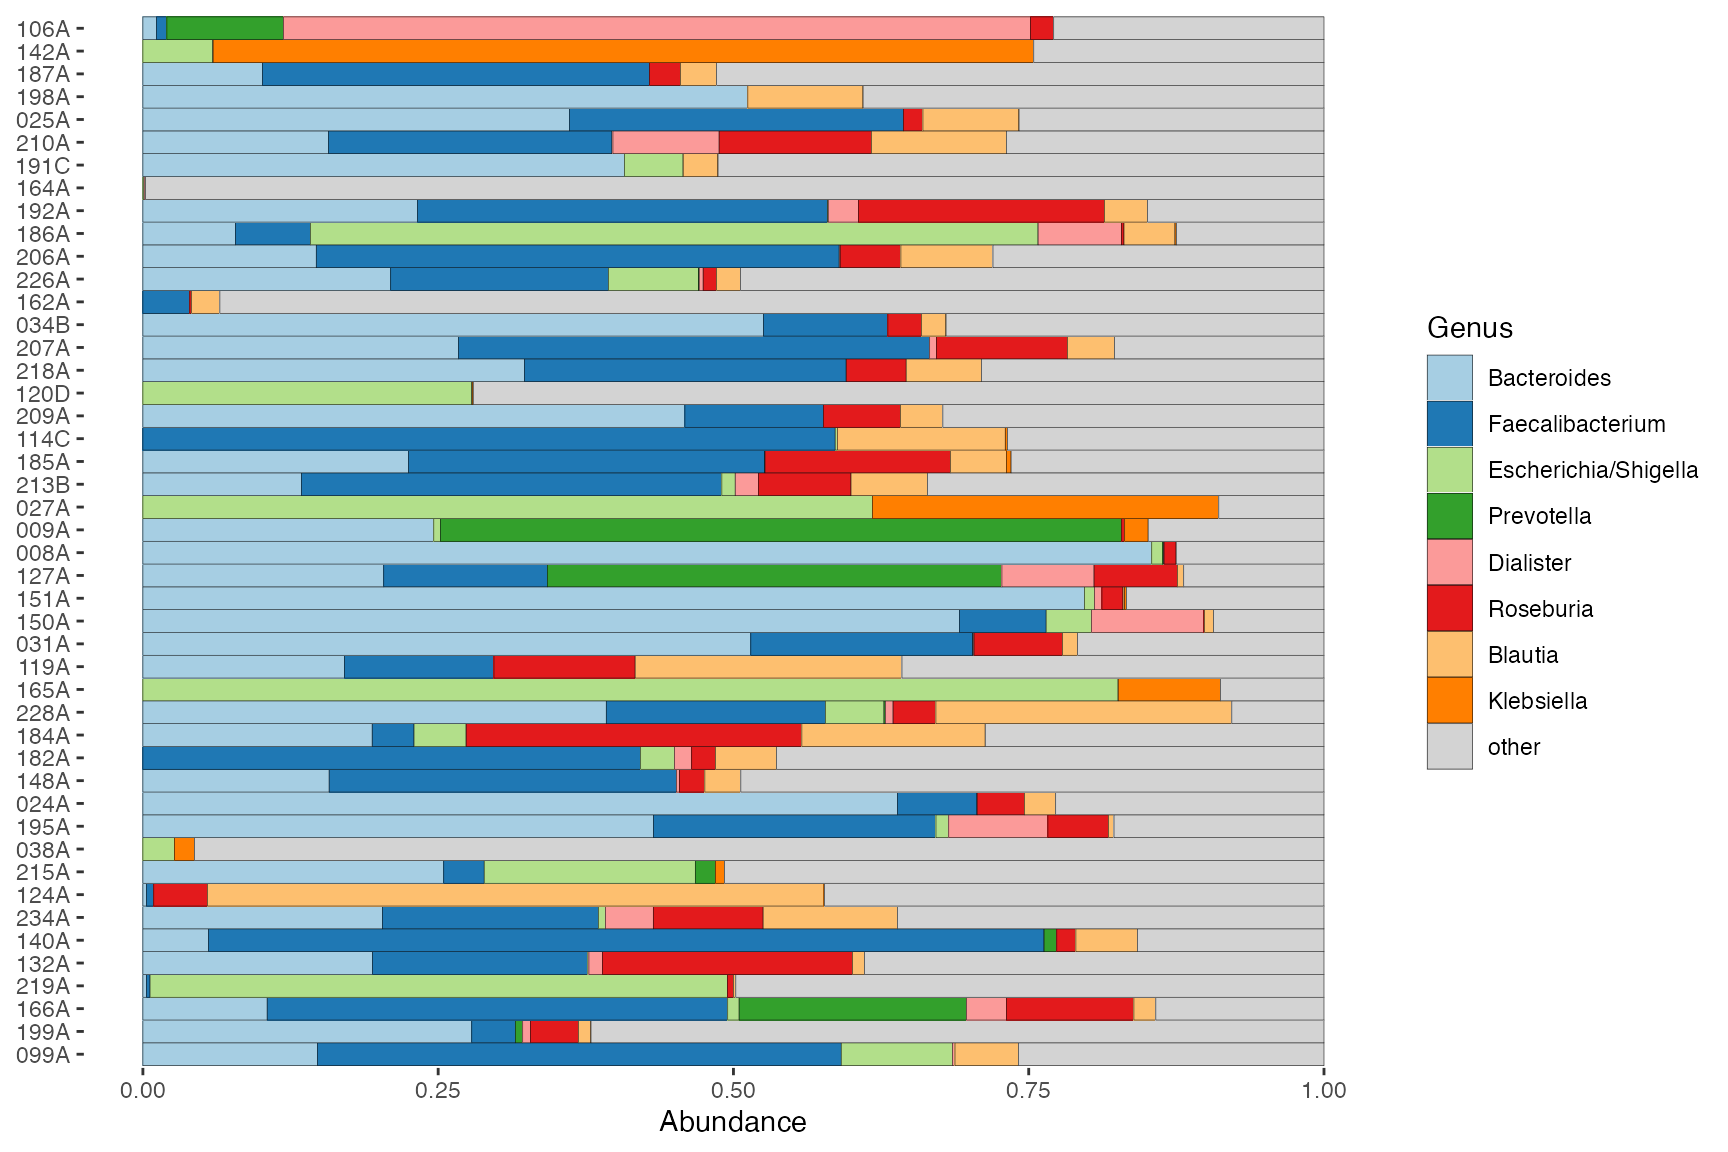 106A
142A
187A
198A
025A
210A
191C
164A
192A
186A
206A
226A
162A
034B
207A
218A
120D
209A
114C
185A
213B
027A
009A
008A
127A
151A
150A
031A
119A
165A
228A
184A
182A
148A
024A
195A
038A
215A
124A
234A
140A
132A
219A
166A
199A
099A
0.00 0.25 0.50 0.75 1.00
Abundance
Genus
Bacteroides
Faecalibacterium
Escherichia/Shigella
Prevotella
Dialister
Roseburia
Blautia
Klebsiella
other